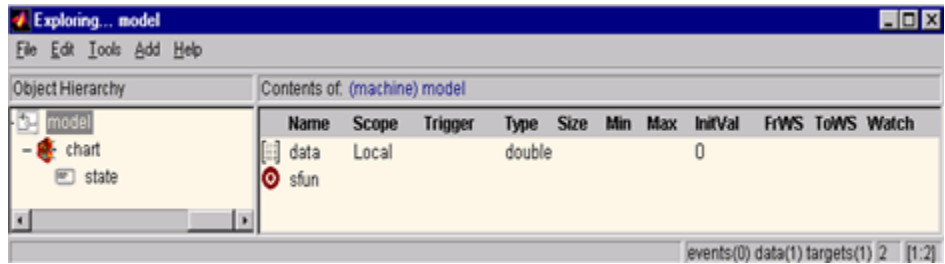 Exploring... model
File Edit Tools Add Help
Object Hierarchy
Contents of: (machine) model
model
chart
state
Name Scope Trigger Type Size Min Max InitVal FrWS ToWS Watch
data Local double 0
sfun
events(0) data(1) targets(1) 2 [1:2]